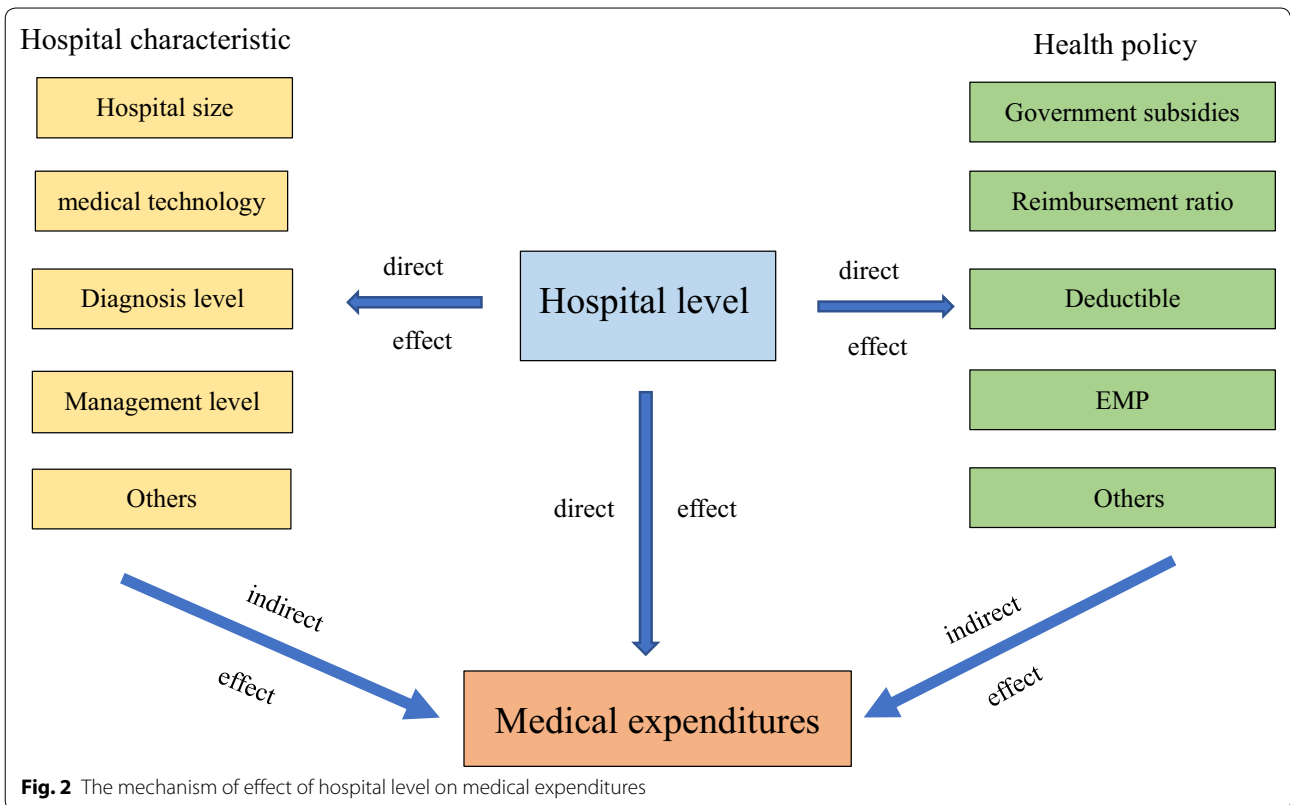 Hospital characteristic
Hospital size
medical technology
Diagnosis level
Management level
Others
Health policy
Government subsidies
Reimbursement ratio
Deductible
EMP
Others
direct
effect
Hospital level
direct
effect
direct
effect
indirect
effect
indirect
effect
Medical expenditures
Fig. 2 The mechanism of effect of hospital level on medical expenditures